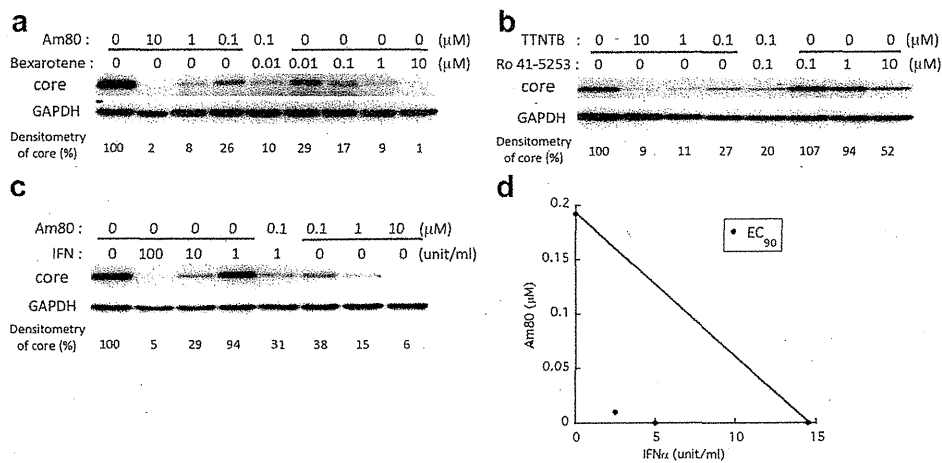 a
Am80 : 0 10 1 0.1 0.1 0 0 0 0 (μM)
Bexarotene : 0 0 0 0 0.01 0.01 0.1 1 10 (μM)
core
GAPDH
Densitometry
of core (%) 100 2 8 26 10 29 17 9 1
b
TTNTB : 0 10 1 0.1 0.1 0 0 0 (μM)
Ro 41-5253 : 0 0 0 0 0.1 0.1 1 10 (μM)
core
GAPDH
Densitometry
of core (%) 100 9 11 27 20 107 94 52
c
Am80 : 0 0 0 0 0.1 0.1 1 10 (μM)
IFN : 0 100 10 1 1 0 0 0 (unit/ml)
core
GAPDH
Densitometry
of core (%) 100 5 29 94 31 38 15 6
d
0.2
0.15
0.1
0.05
0
Am80 (μM)
EC90
0 5 10 15
IFNα (unit/ml)